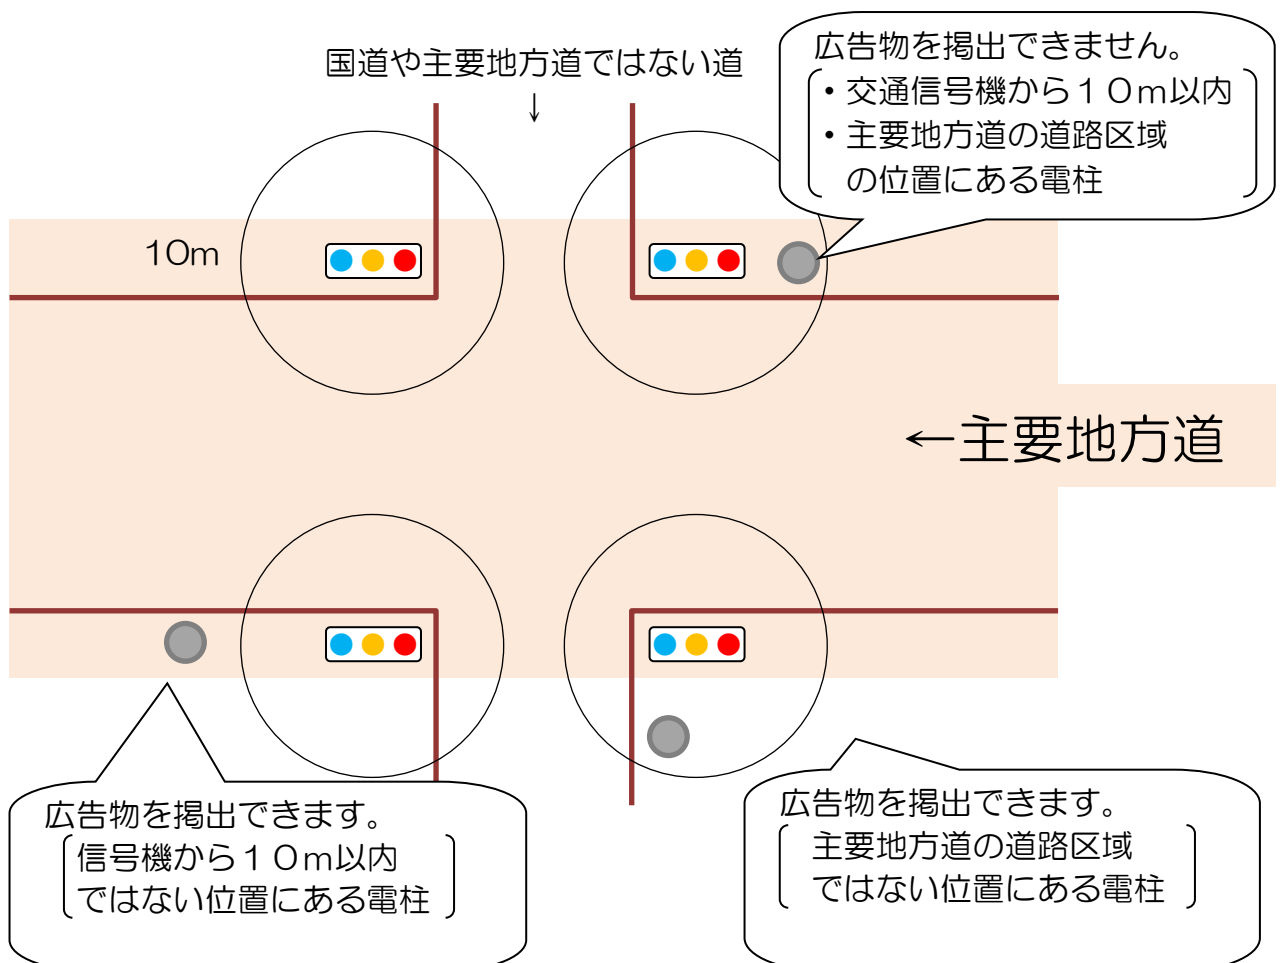 国道や主要地方道ではない道
↓
広告物を掲出できません。
・交通信号機から１０ｍ以内
・主要地方道の道路区域
の位置にある電柱
10m
←主要地方道
広告物を掲出できます。
信号機から１０ｍ以内
ではない位置にある電柱
広告物を掲出できます。
主要地方道の道路区域
ではない位置にある電柱